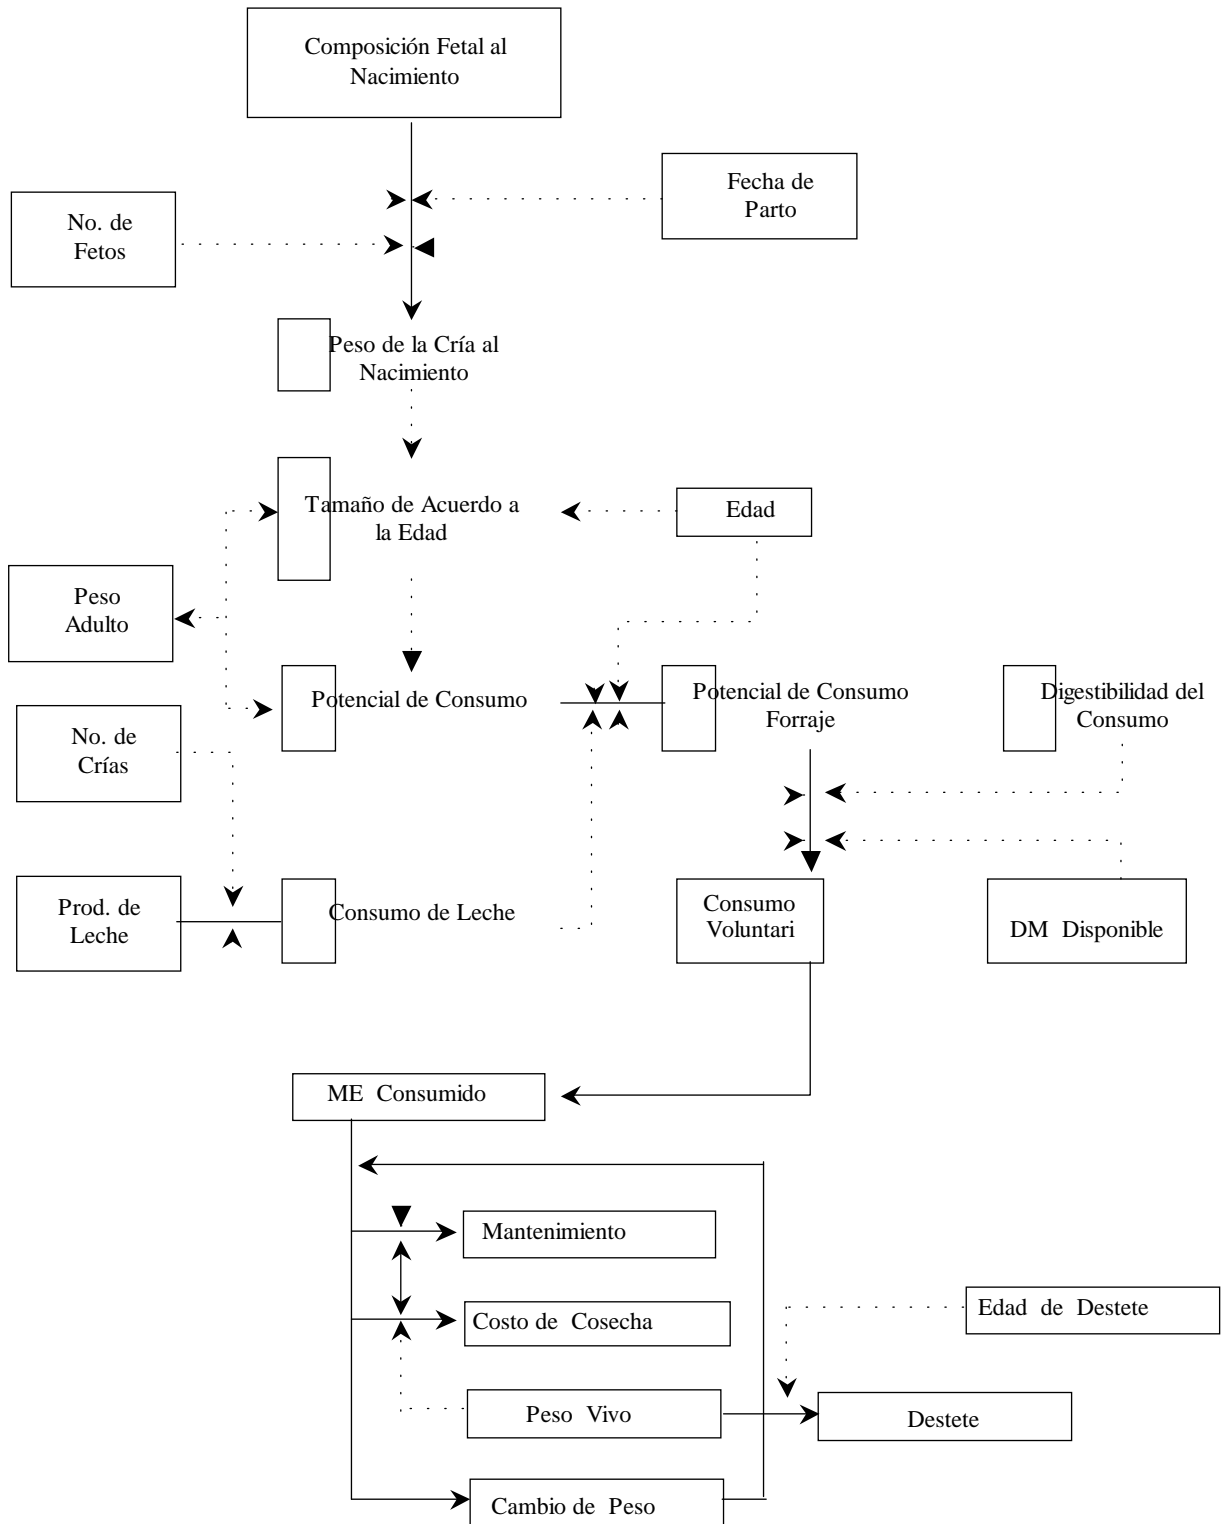 Composición Fetal al
Nacimiento
Fecha de
Parto
No. de
Fetos
Peso de la Cría al
Nacimiento
Tamaño de Acuerdo a
la Edad
Edad
Peso
Adulto
Potencial de Consumo
Potencial de Consumo
Forraje
Digestibilidad del
Consumo
No. de
Crías
Prod. de
Leche
Consumo de Leche
Consumo
Voluntari
DM Disponible
ME Consumido
Mantenimiento
Costo de Cosecha
Edad de Destete
Peso Vivo
Destete
Cambio de Peso